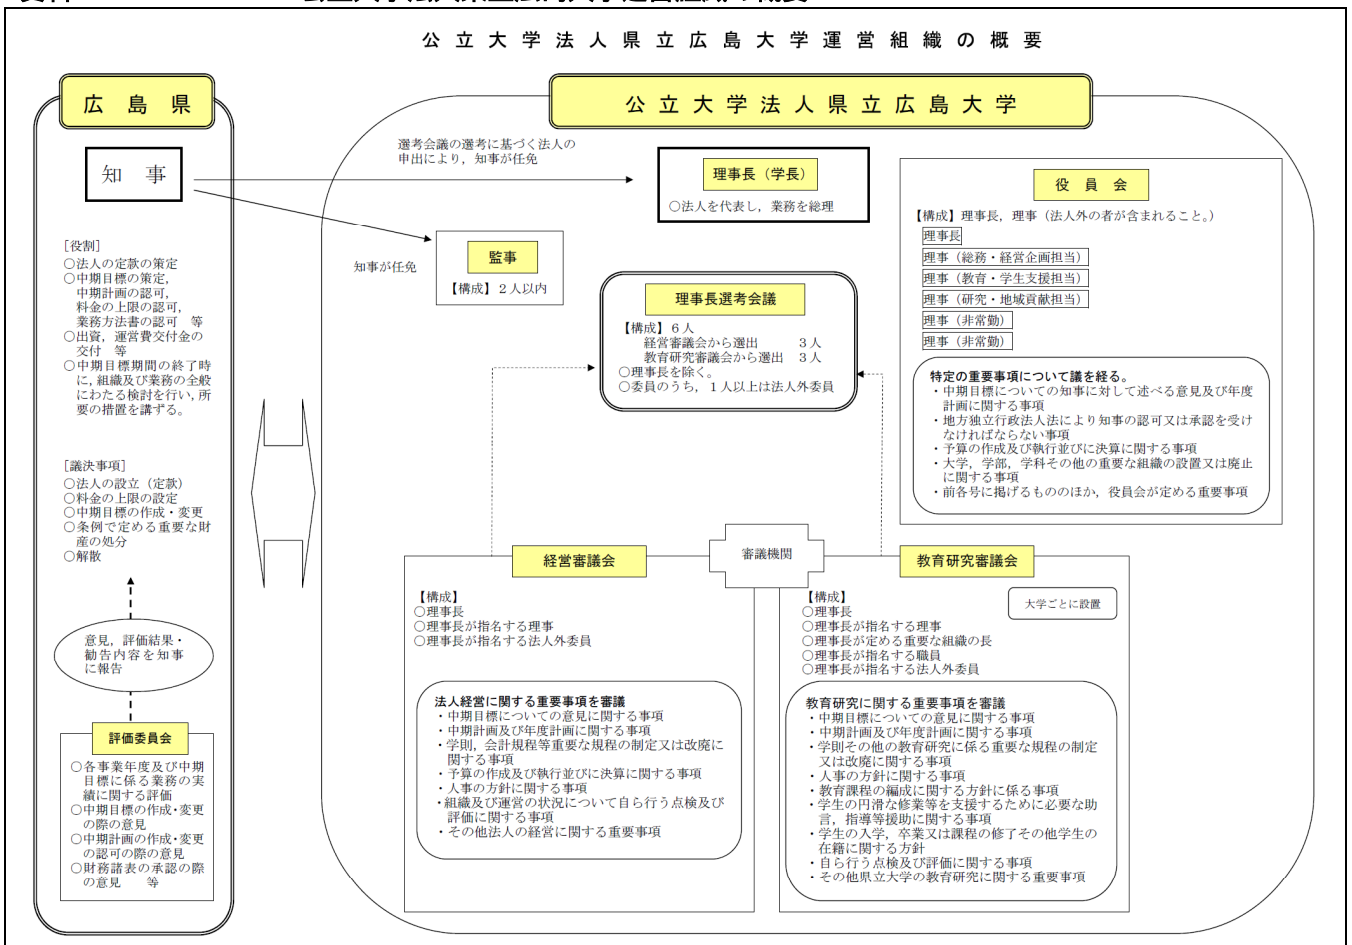 公立大学法人県立広島大学運営組織の概要
広島県
知事
[役割]
○法人の定款の策定
○中期目標の策定,
中期計画の認可,
料金の上限の認可,
業務方法書の認可 等
○出資,運営費交付金の
交付 等
○中期目標期間の終了時
に,組織及び業務の全般
にわたる検討を行い,所
要の措置を講ずる。
[議決事項]
○法人の設立(定款)
○料金の上限の設定
○中期目標の作成・変更
○条例で定める重要な財
産の処分
○解散
意見,評価結果・
勧告内容を知事
に報告
評価委員会
○各事業年度及び中期
目標に係る業務の実
績に関する評価
○中期目標の作成・変更
の際の意見
○中期計画の作成・変更
の認可の際の意見
○財務諸表の承認の際
の意見 等
公立大学法人県立広島大学
選考会議の選考に基づく法人の
申出により,知事が任免
理事長(学長)
○法人を代表し,業務を総理
知事が任免
監事
【構成】2人以内
理事長選考会議
【構成】6人
経営審議会から選出 3人
教育研究審議会から選出 3人
○理事長を除く。
○委員のうち,1人以上は法人外委員
役員会
【構成】理事長,理事(法人外の者が含まれること。)
理事長
理事(総務・経営企画担当)
理事(教育・学生支援担当)
理事(研究・地域貢献担当)
理事(非常勤)
理事(非常勤)
特定の重要事項について議を経る。
・中期目標についての知事に対して述べる意見及び年度
計画に関する事項
・地方独立行政法人法により知事の認可又は承認を受け
なければならない事項
・予算の作成及び執行並びに決算に関する事項
・大学,学部,学科その他の重要な組織の設置又は廃止
に関する事項
・前各号に掲げるもののほか,役員会が定める重要事項
審議機関
経営審議会
【構成】
○理事長
○理事長が指名する理事
○理事長が指名する法人外委員
法人経営に関する重要事項を審議
・中期目標についての意見に関する事項
・中期計画及び年度計画に関する事項
・学則,会計規程等重要な規程の制定又は改廃に
関する事項
・予算の作成及び執行並びに決算に関する事項
・人事の方針に関する事項
・組織及び運営の状況について自ら行う点検及び
評価に関する事項
・その他法人の経営に関する重要事項
教育研究審議会
大学ごとに設置
【構成】
○理事長
○理事長が指名する理事
○理事長が定める重要な組織の長
○理事長が指名する職員
○理事長が指名する法人外委員
教育研究に関する重要事項を審議
・中期目標についての意見に関する事項
・中期計画及び年度計画に関する事項
・学則その他の教育研究に係る重要な規程の制定
又は改廃に関する事項
・人事の方針に関する事項
・教育課程の編成に関する方針に係る事項
・学生の円滑な修業等を支援するために必要な助
言,指導等援助に関する事項
・学生の入学,卒業又は課程の修了その他学生の
在籍に関する方針
・自ら行う点検及び評価に関する事項
・その他県立大学の教育研究に関する重要事項